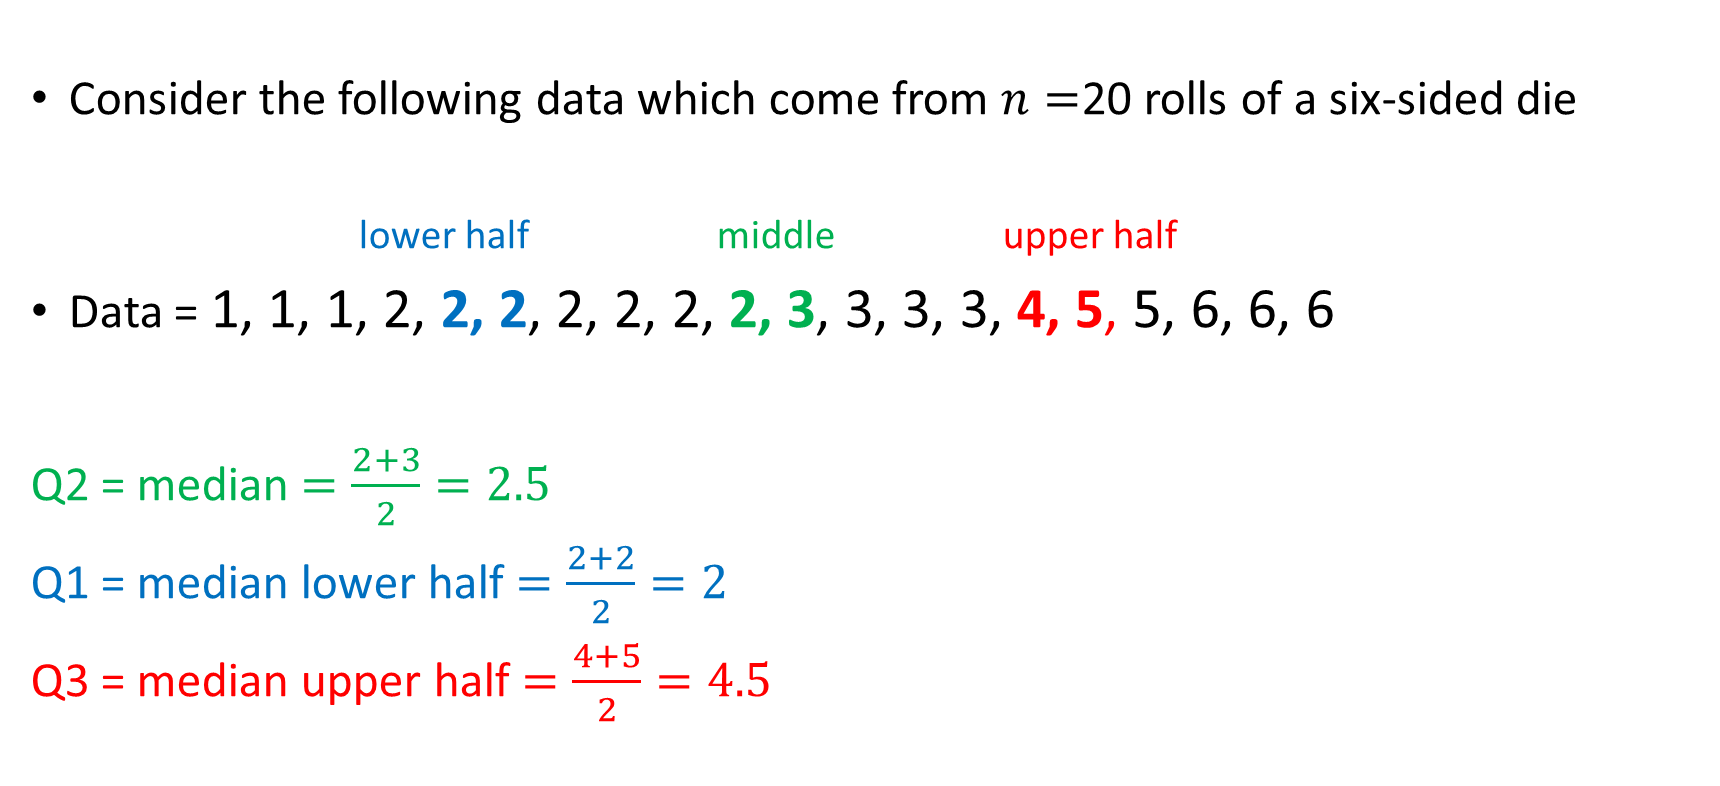 • Consider the following data which come from n =20 rolls of a six-sided die
lower half middle upper half
• Data = 1, 1, 1, 2, 2, 2, 2, 2, 2, 2, 3, 3, 3, 3, 4, 5, 5, 6, 6, 6
Q2 = median = \frac{2+3}{2} = 2.5
Q1 = median lower half = \frac{2+2}{2} = 2
Q3 = median upper half = \frac{4+5}{2} = 4.5